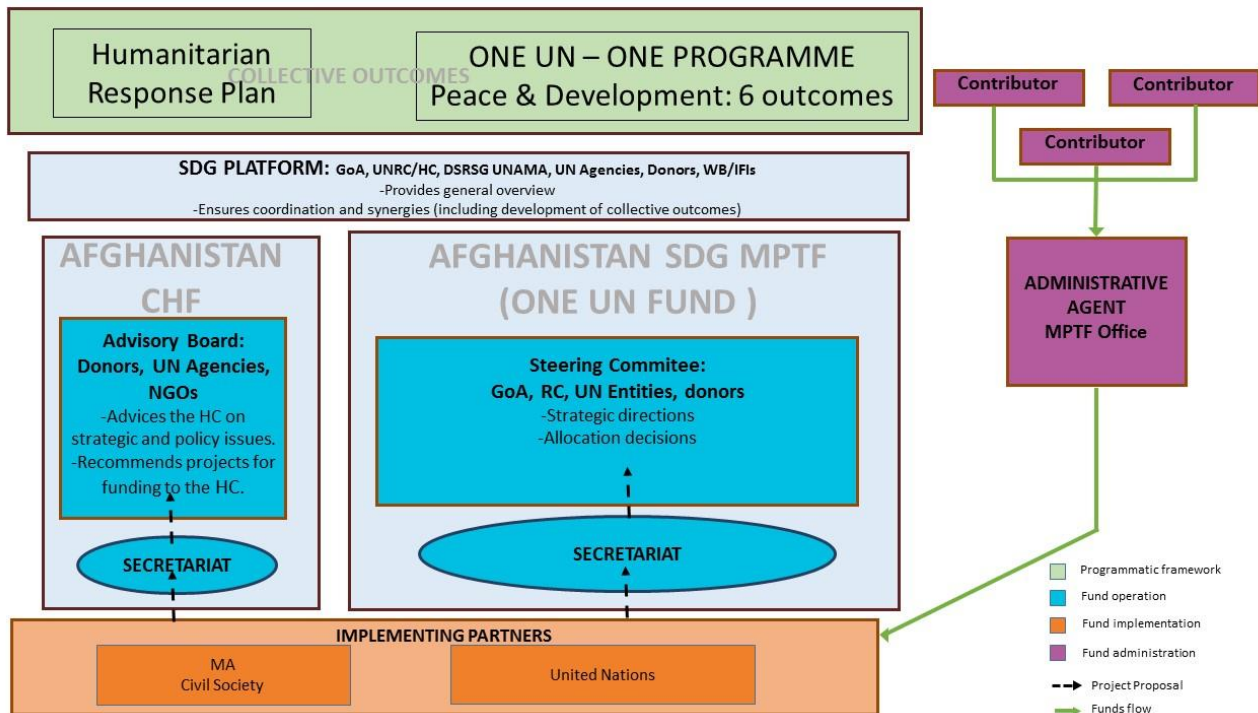 Humanitarian
Response Plan
COLLECTIVE OUTCOMES
ONE UN – ONE PROGRAMME
Peace & Development: 6 outcomes
Contributor
Contributor
Contributor
SDG PLATFORM: GoA, UNRC/HC, DSRSG UNAMA, UN Agencies, Donors, WB/IFIs
-Provides general overview
-Ensures coordination and synergies (including development of collective outcomes)
AFGHANISTAN
CHF
Advisory Board:
Donors, UN Agencies,
NGOs
-Advices the HC on
strategic and policy issues.
-Recommends projects for
funding to the HC.
SECRETARIAT
AFGHANISTAN SDG MPTF
(ONE UN FUND )
Steering Commitee:
GoA, RC, UN Entities, donors
-Strategic directions
-Allocation decisions
SECRETARIAT
ADMINISTRATIVE
AGENT
MPTF Office
IMPLEMENTING PARTNERS
MA
Civil Society
United Nations
Programmatic framework
Fund operation
Fund implementation
Fund administration
Project Proposal
Funds flow